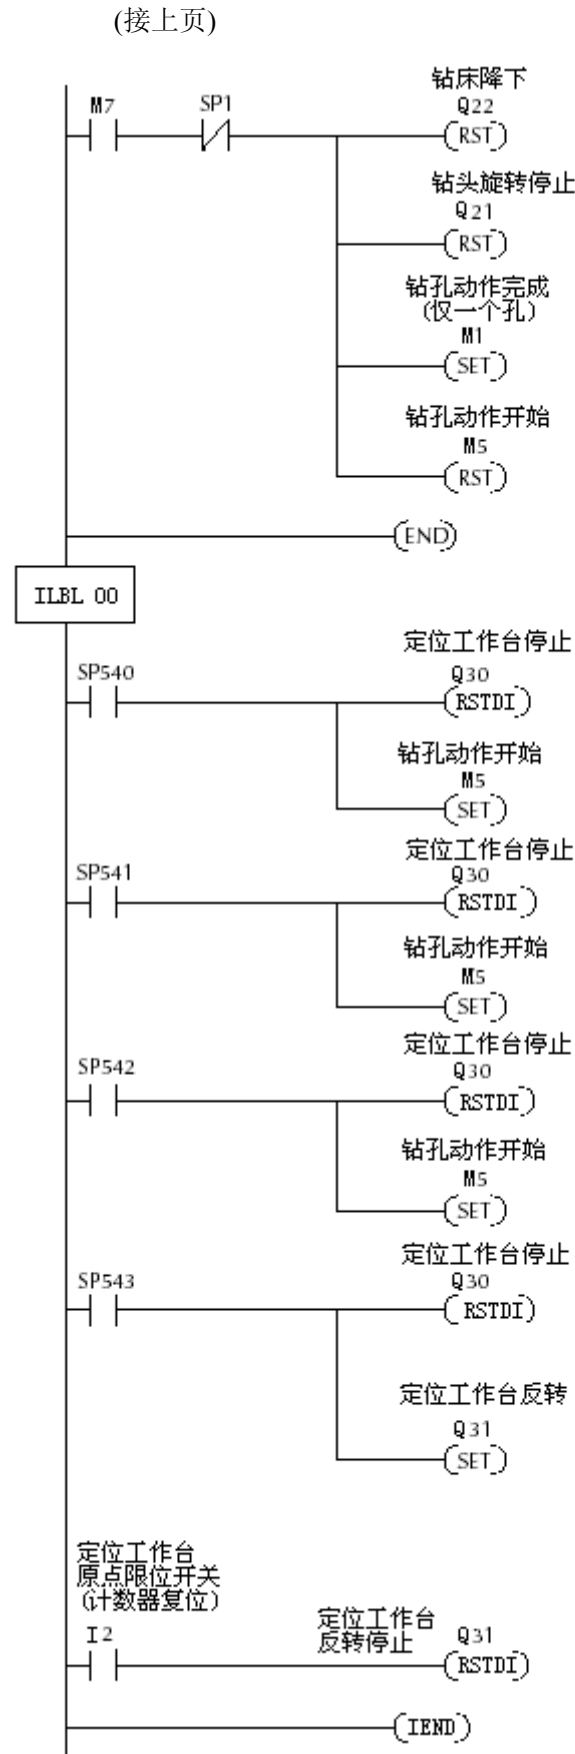 (接上页)
钻床降下
M7 SP1 Q22
(RST)
钻头旋转停止
Q21
(RST)
钻孔动作完成
(仅一个孔)
M1
(SET)
钻孔动作开始
M5
(RST)
(END)
ILBL 00
定位工作台停止
SP540 Q30
(RSTDI)
钻孔动作开始
M5
(SET)
定位工作台停止
SP541 Q30
(RSTDI)
钻孔动作开始
M5
(SET)
定位工作台停止
SP542 Q30
(RSTDI)
钻孔动作开始
M5
(SET)
定位工作台停止
SP543 Q30
(RSTDI)
定位工作台反转
Q31
(SET)
定位工作台
原点限位开关
(计数器复位)
I2
定位工作台
反转停止
Q31
(RSTDI)
(IEND)